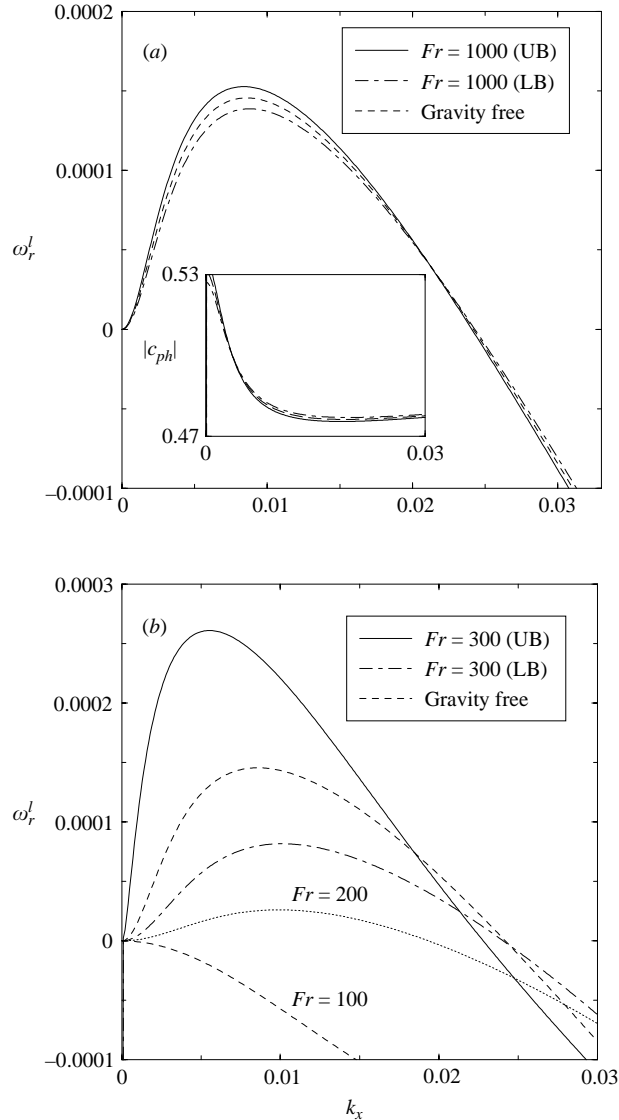 0.0002
(a)
Fr = 1000 (UB)
Fr = 1000 (LB)
Gravity free
0.0001
ω_r^l
0
0.53
|c_ph|
0.47
0
0.03
–0.0001
0
0.01
0.02
0.03
0.0003
(b)
Fr = 300 (UB)
Fr = 300 (LB)
Gravity free
0.0002
0.0001
ω_r^l
Fr = 200
0
Fr = 100
–0.0001
0
0.01
0.02
0.03
k_x